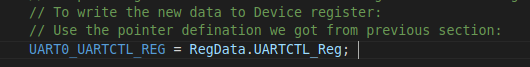 // To write the new data to Device register:
// Use the pointer defination we got from previous section:
UART0_UARTCTL_REG = RegData.UARTCTL_Reg;